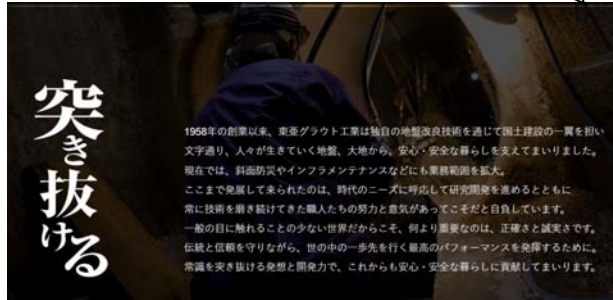 突き抜ける
1958年の創業以来、東亜グラウト工業は独自の地盤改良技術を通じて国土建設の一翼を担い
文字通り、人々が生きていく地盤、大地から、安心・安全な暮らしを支えてまいりました。
現在では、斜面防災やインフラメンテナンスなどにも業務範囲を拡大。
ここまで発展して来られたのは、時代のニーズに呼応して研究開発を進めるとともに
常に技術を磨き続けてきた職人たちの努力と意気があってこそだと自負しています。
一般の目に触れることの少ない世界だからこそ、何より重要なのは、正確さと誠実さです。
伝統と信頼を守りながら、世の中の一歩先を行く最高のパフォーマンスを発揮するために。
常識を突き抜ける発想と開発力で、これからも安心・安全な暮らしに貢献してまいります。